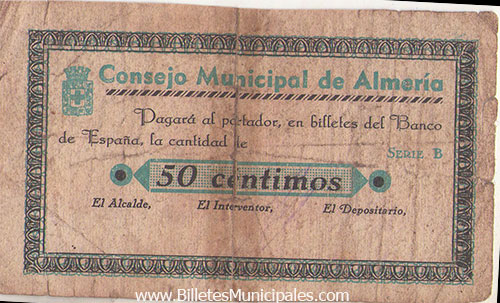 Consejo Municipal de Almería
Pagará al portador, en billetes del Banco
de España, la cantidad de
SERIE B
50 céntimos
El Alcalde, El Interventor, El Depositario,
www.BilletesMunicipales.com